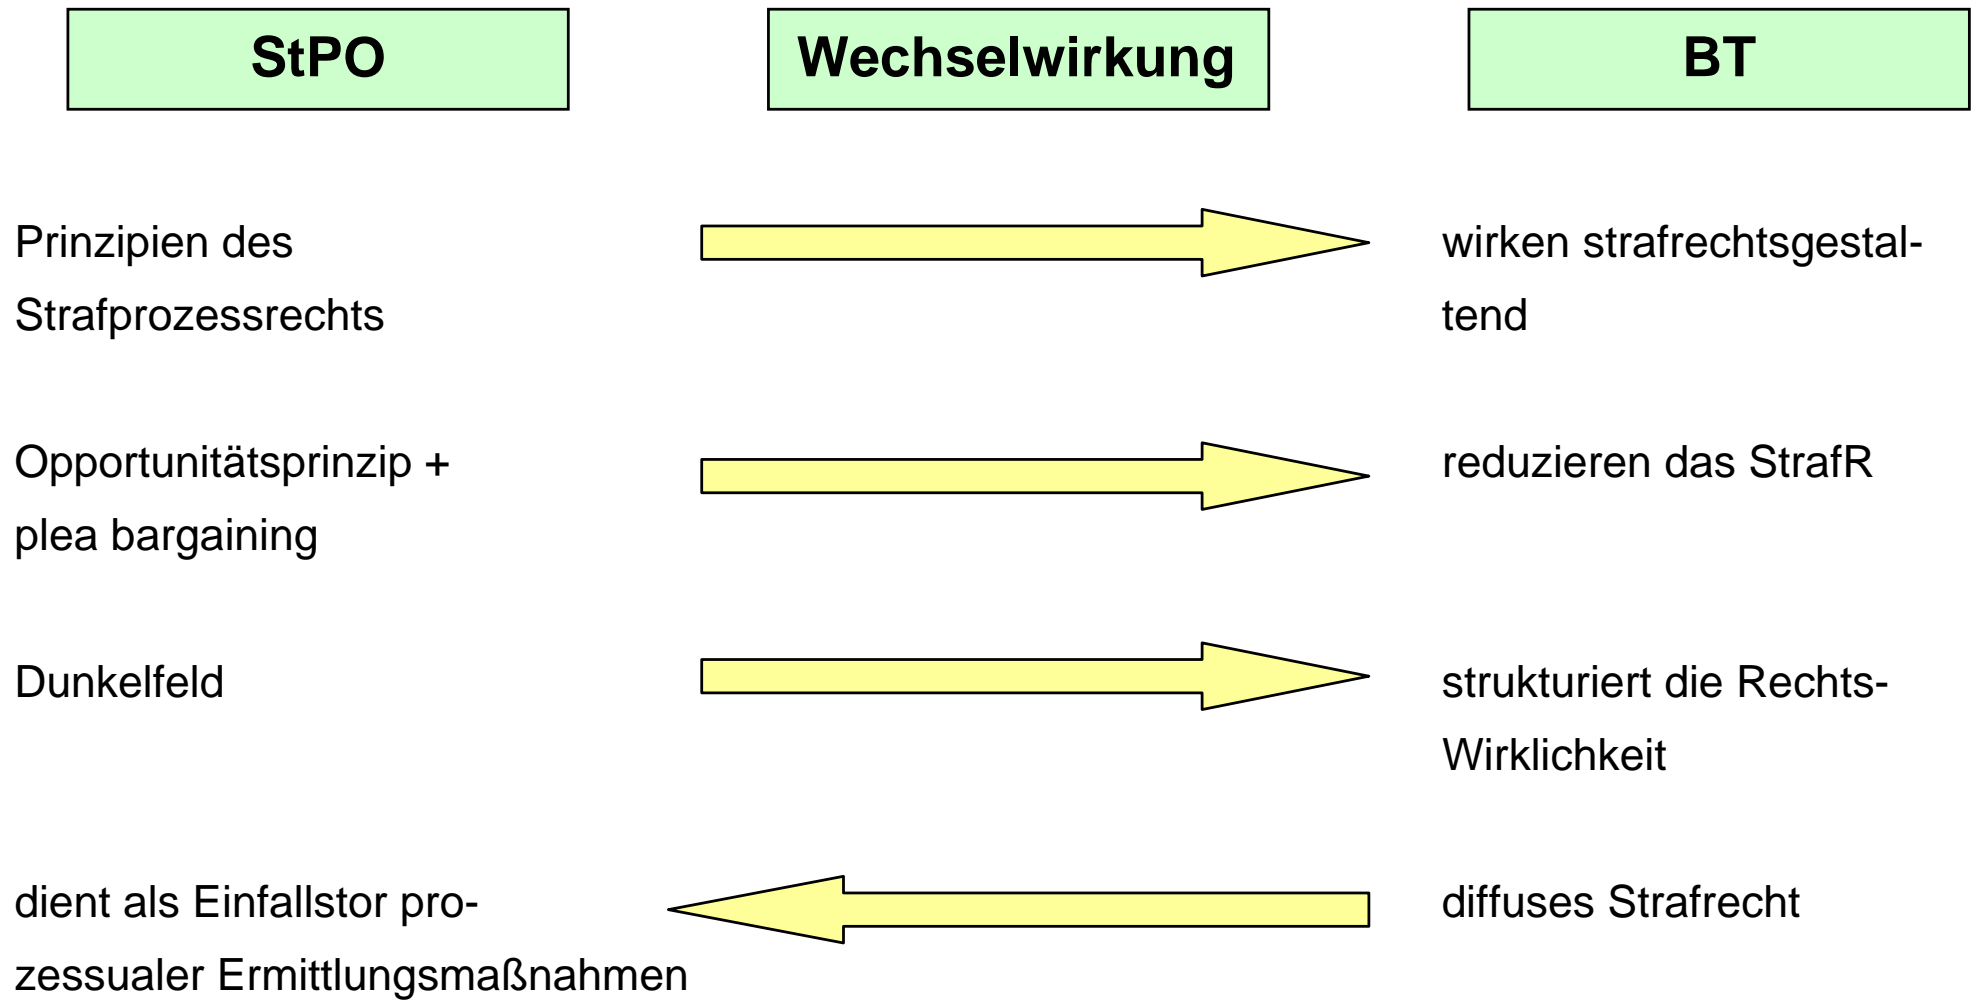 StPO Wechselwirkung BT
Prinzipien des wirken strafrechtsgestal-
Strafprozessrechts tend
Opportunitätsprinzip + reduzieren das StrafR
plea bargaining
Dunkelfeld strukturiert die Rechts-
Wirklichkeit
dient als Einfallstor pro- diffuses Strafrecht
zessualer Ermittlungsmaßnahmen